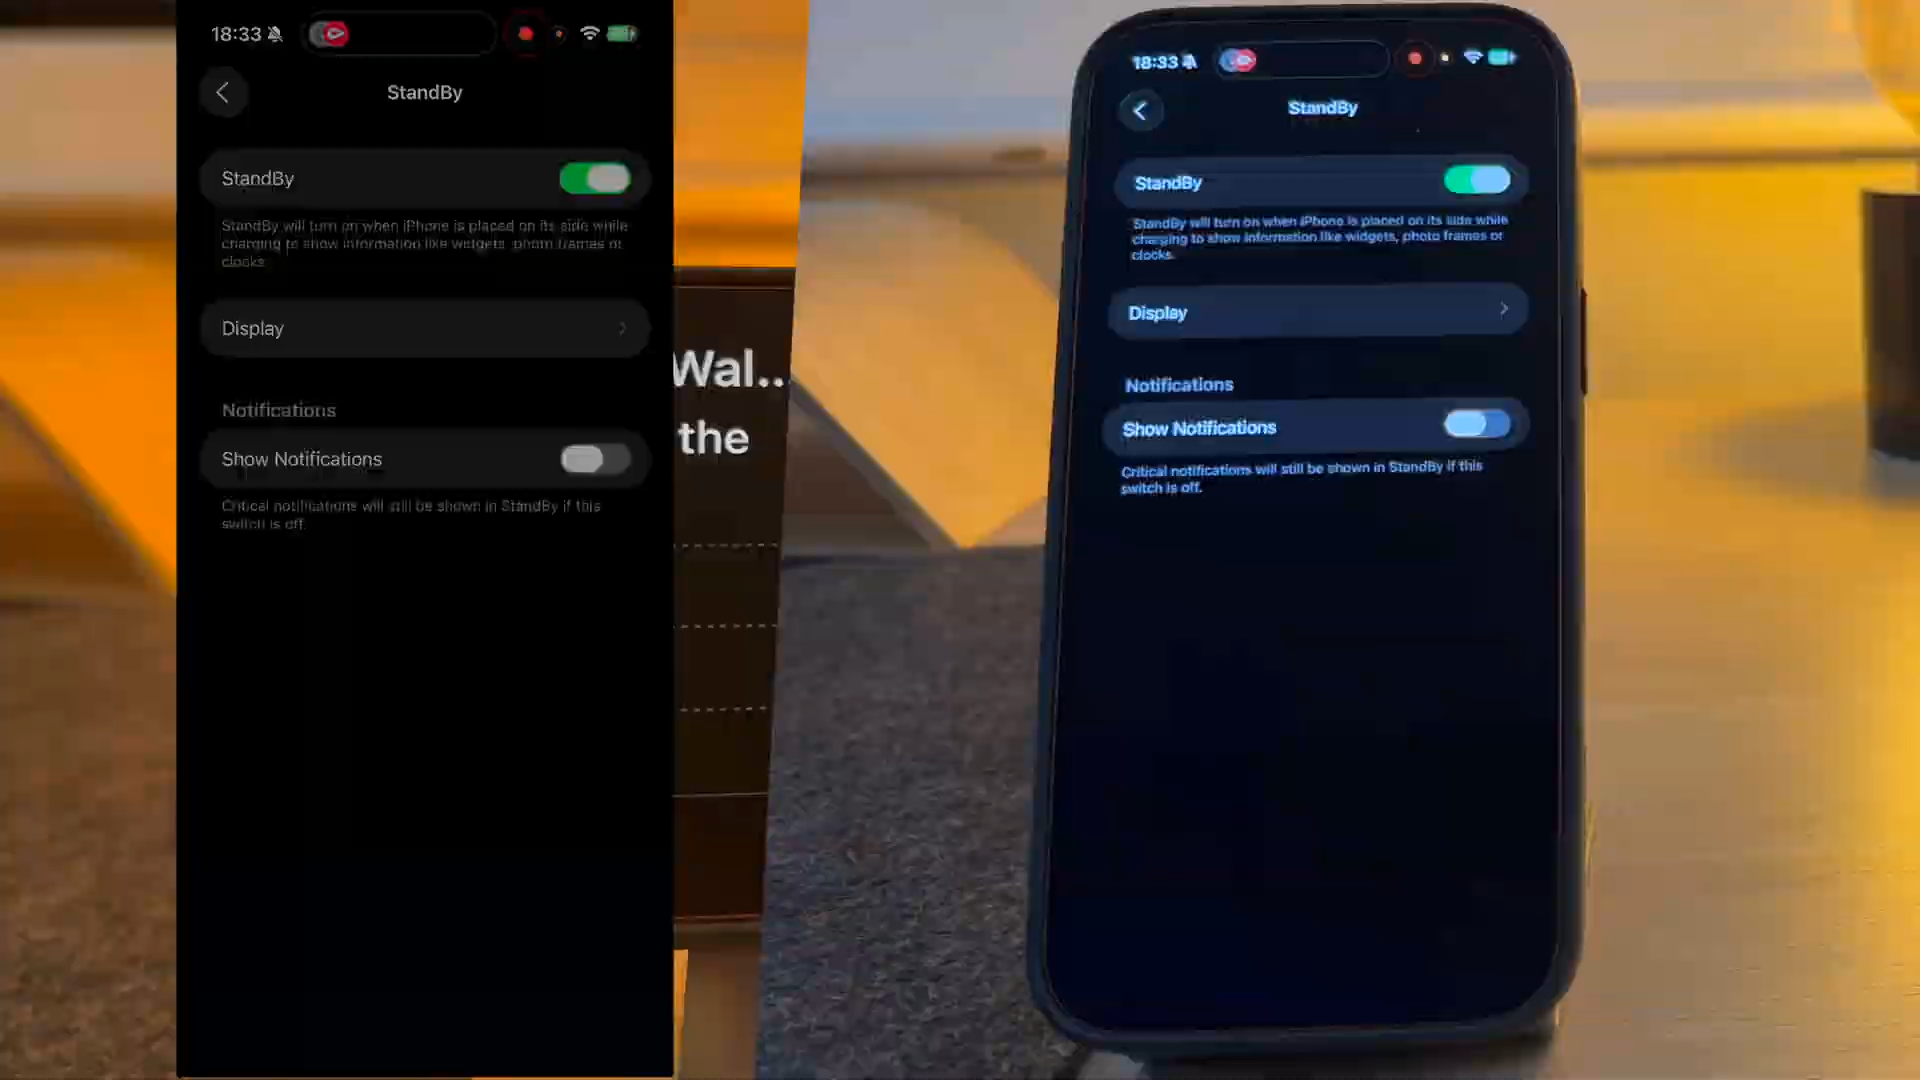 18:33
StandBy
StandBy
StandBy will turn on when iPhone is placed on its side while
charging to show information like widgets, photo frames or
clocks.
Display
Notifications
Show Notifications
Critical notifications will still be shown in StandBy if this
switch is off.
Wal...
the
18:33
StandBy
StandBy
StandBy will turn on when iPhone is placed on its side while
charging to show information like widgets, photo frames or
clocks.
Display
Notifications
Show Notifications
Critical notifications will still be shown in StandBy if this
switch is off.